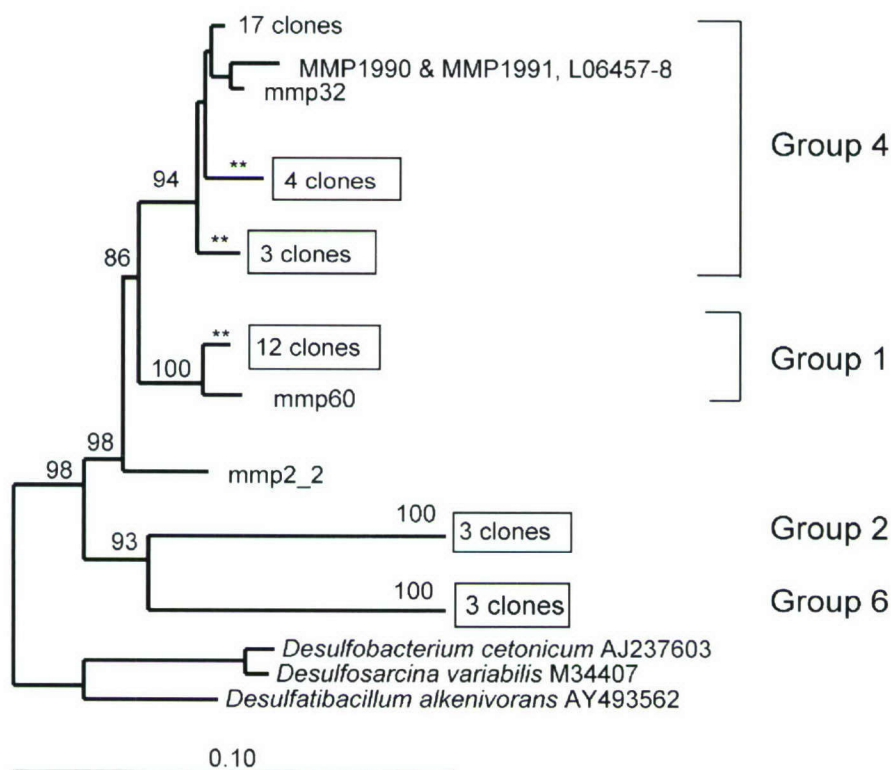 17 clones
MMP1990 & MMP1991, L06457-8
mmp32
Group 4
** 4 clones
94
** 3 clones
86
** 12 clones
Group 1
100
mmp60
98
98
mmp2_2
100 3 clones
Group 2
93
100 3 clones
Group 6
Desulfobacterium cetonicum AJ237603
Desulfosarcina variabilis M34407
Desulfatibacillum alkenivorans AY493562
0.10